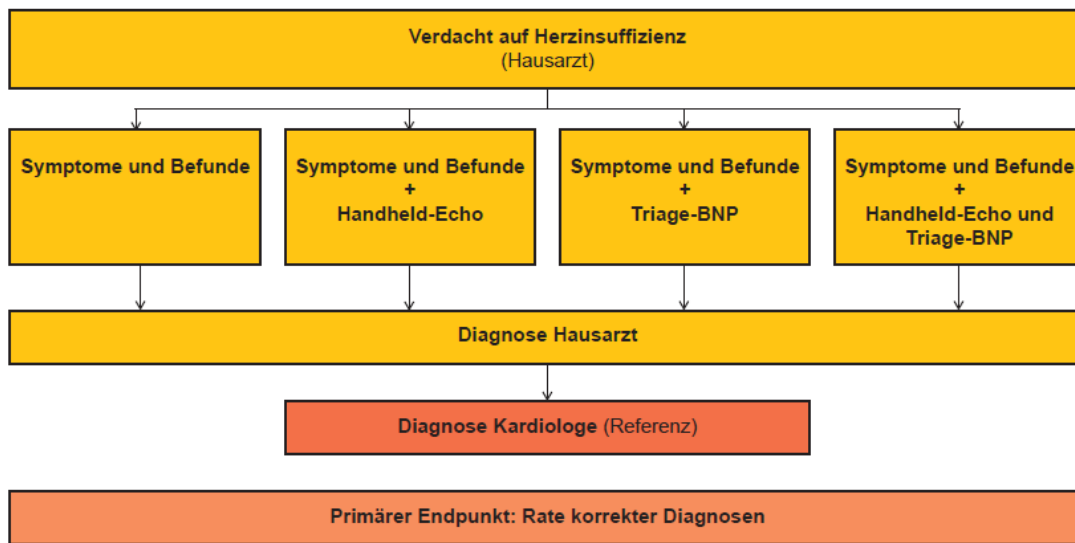 Verdacht auf Herzinsuffizienz
(Hausarzt)
Symptome und Befunde
Symptome und Befunde
+
Handheld-Echo
Symptome und Befunde
+
Triage-BNP
Symptome und Befunde
+
Handheld-Echo und
Triage-BNP
Diagnose Hausarzt
Diagnose Kardiologe (Referenz)
Primärer Endpunkt: Rate korrekter Diagnosen